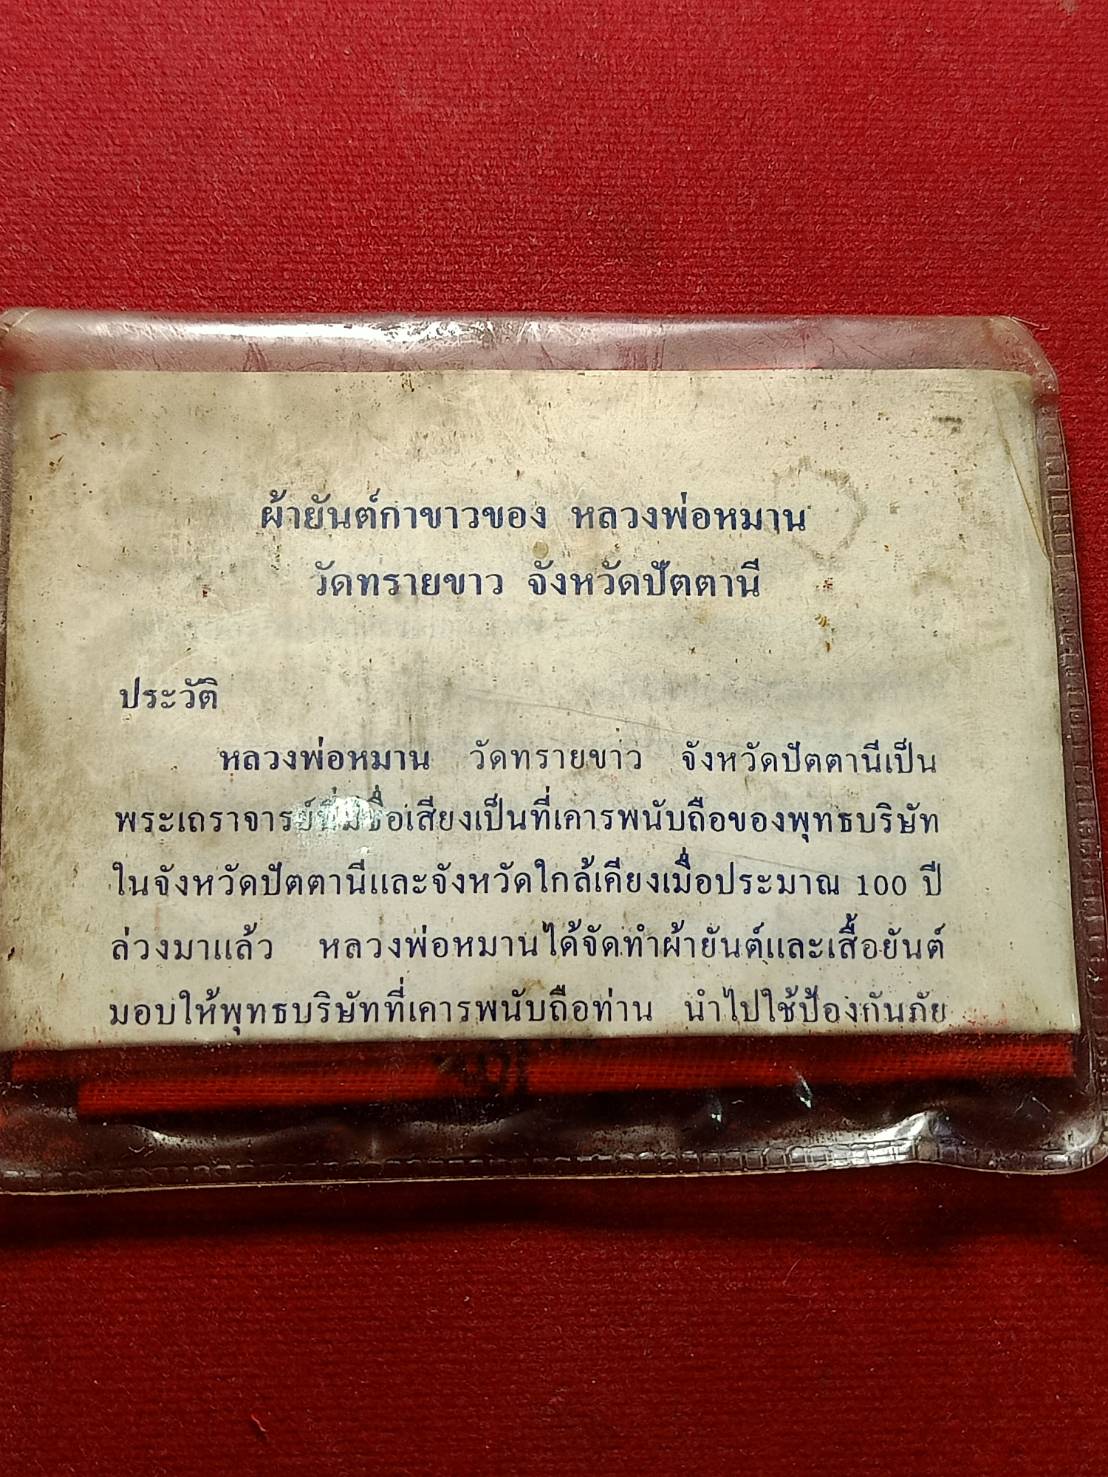 ผ้ายันต์กาขาวของ หลวงพ่อหมาน
วัดทรายขาว จังหวัดปัตตานี
ประวัติ
หลวงพ่อหมาน วัดทรายขาว จังหวัดปัตตานีเป็น
พระเถราจารย์ที่มีชื่อเสียงเป็นที่เคารพนับถือของพุทธบริษัท
ในจังหวัดปัตตานีและจังหวัดใกล้เคียงเมื่อประมาณ 100 ปี
ล่วงมาแล้ว หลวงพ่อหมานได้จัดทำผ้ายันต์และเสื้อยันต์
มอบให้พุทธบริษัทที่เคารพนับถือท่าน นำไปใช้ป้องกันภัย